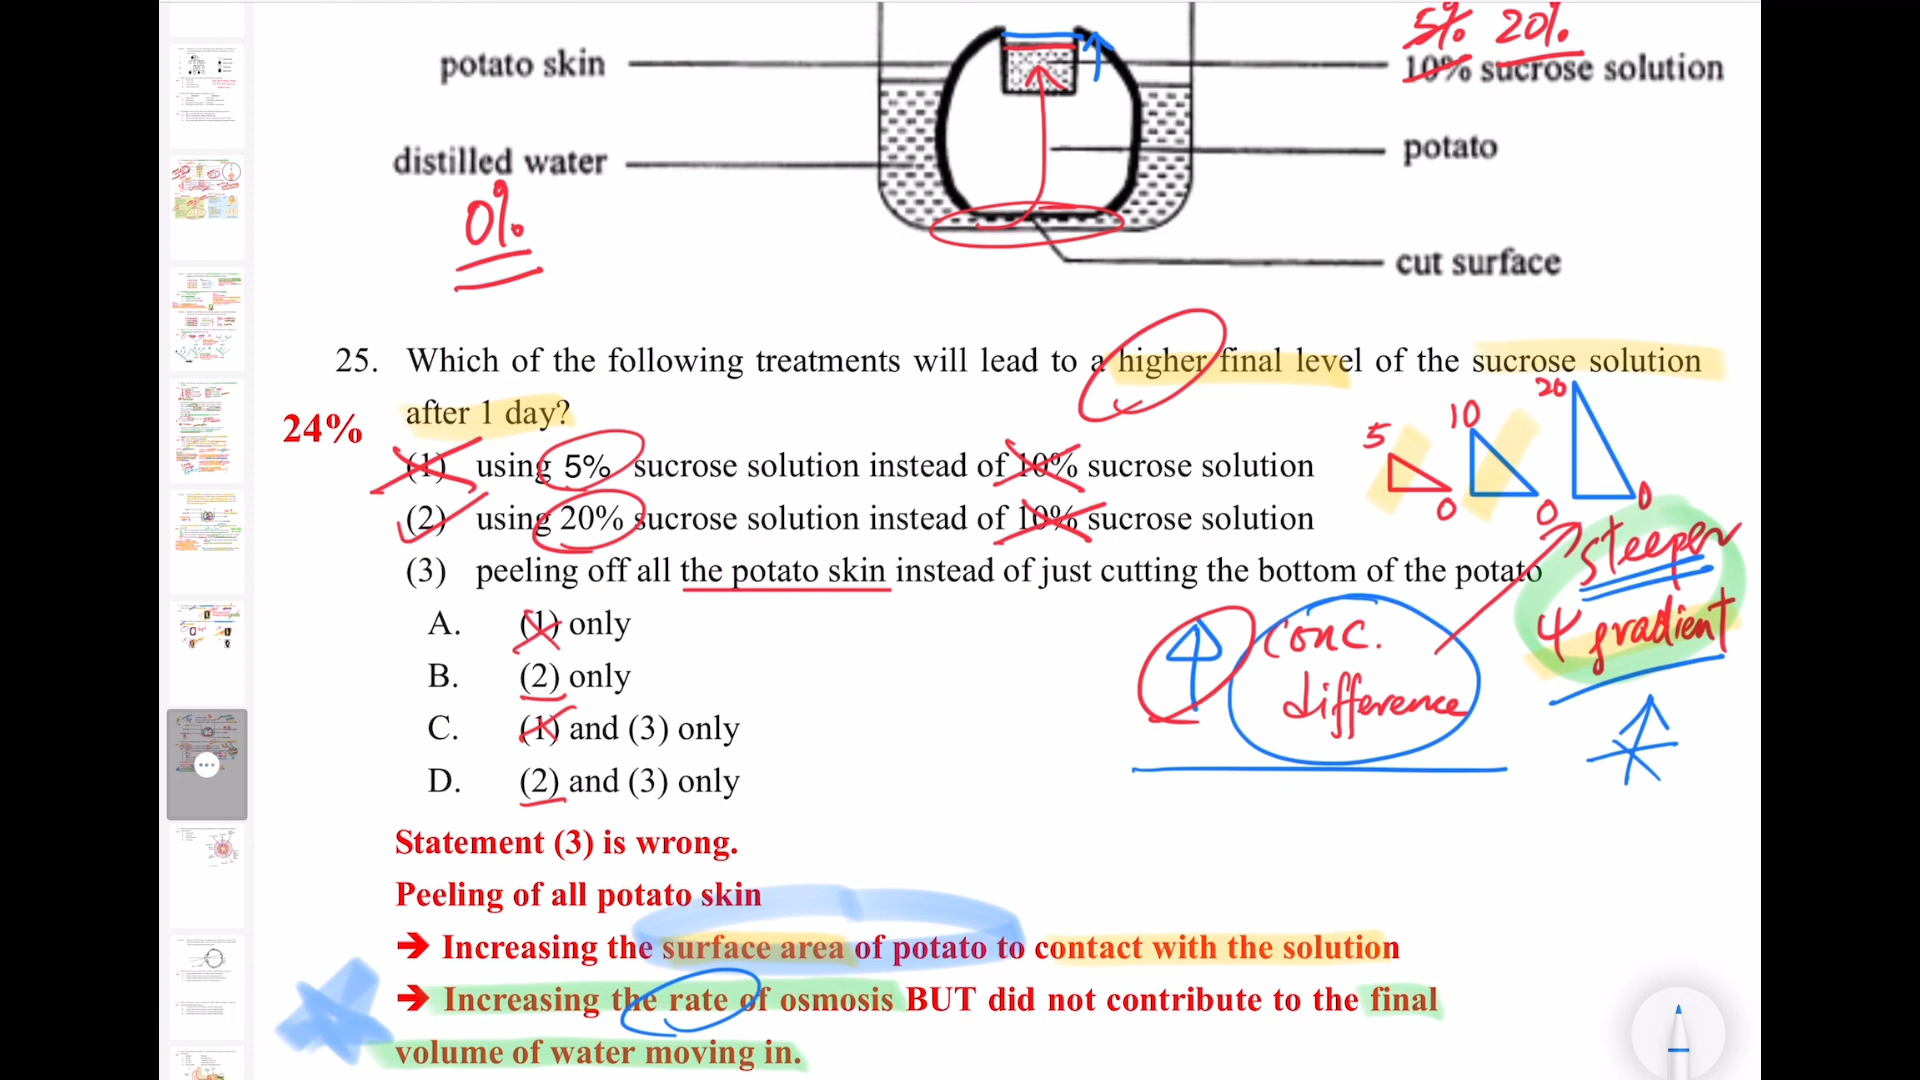 5% 20%
potato skin
10% sucrose solution
distilled water
potato
0%
cut surface
25. Which of the following treatments will lead to a higher final level of the sucrose solution
after 1 day?
24%
20
10
5
(1) using 5% sucrose solution instead of 10% sucrose solution
0
0
0
(2) using 20% sucrose solution instead of 10% sucrose solution
steeper
(3) peeling off all the potato skin instead of just cutting the bottom of the potato
Ψ gradient
A. (1) only
↑ conc.
difference
B. (2) only
C. (1) and (3) only
D. (2) and (3) only
Statement (3) is wrong.
Peeling of all potato skin
➔ Increasing the surface area of potato to contact with the solution
➔ Increasing the rate of osmosis BUT did not contribute to the final
volume of water moving in.